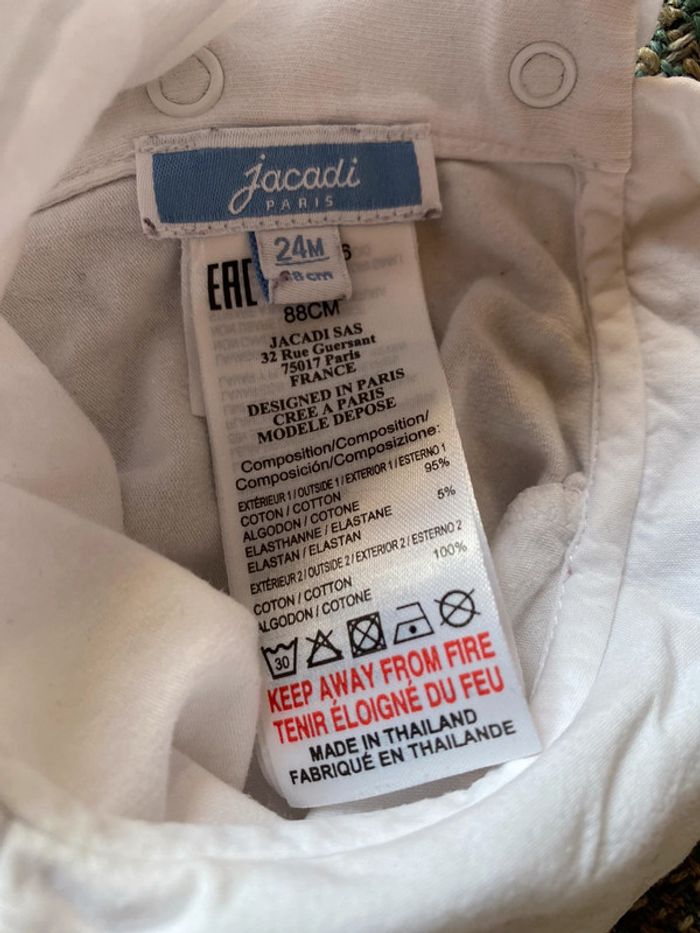 jacadi
PARIS
24M
88cm
6
EAC
88CM
JACADI SAS
32 Rue Guersant
75017 Paris
FRANCE
DESIGNED IN PARIS
CREE A PARIS
MODELE DEPOSE
Composition/Composition/
Composición/Composizione:
EXTÉRIEUR 1 / OUTSIDE 1 / EXTERIOR 1 / ESTERNO 1
COTON / COTTON 95%
ALGODON / COTONE
ELASTHANNE / ELASTANE 5%
ELASTAN / ELASTAN
EXTÉRIEUR 2 / OUTSIDE 2 / EXTERIOR 2 / ESTERNO 2
COTON / COTTON 100%
ALGODON / COTONE
30
KEEP AWAY FROM FIRE
TENIR ÉLOIGNÉ DU FEU
MADE IN THAILAND
FABRIQUÉ EN THAILANDE